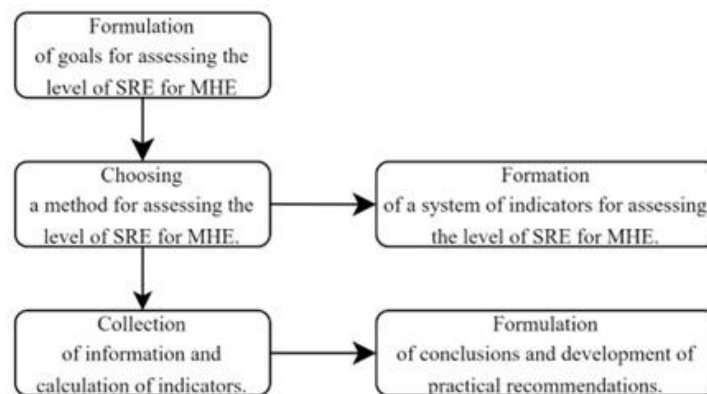 Formulation
of goals for assessing the
level of SRE for MHE
Choosing
a method for assessing the
level of SRE for MHE.
Formation
of a system of indicators for assessing
the level of SRE for MHE.
Collection
of information and
calculation of indicators.
Formulation
of conclusions and development of
practical recommendations.